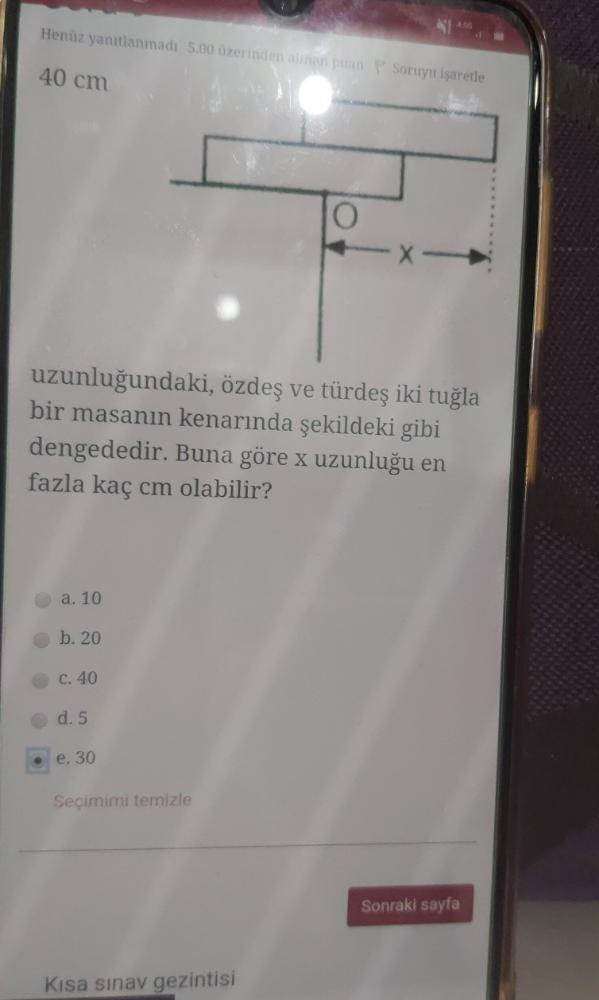 Henüz yanıtlanmadı 5.00 üzerinden alınan puan Soruyu işaretle
40 cm
O
x
uzunluğundaki, özdeş ve türdeş iki tuğla
bir masanın kenarında şekildeki gibi
dengededir. Buna göre x uzunluğu en
fazla kaç cm olabilir?
a. 10
b. 20
c. 40
d. 5
e. 30
Seçimimi temizle
Sonraki sayfa
Kısa sınav gezintisi